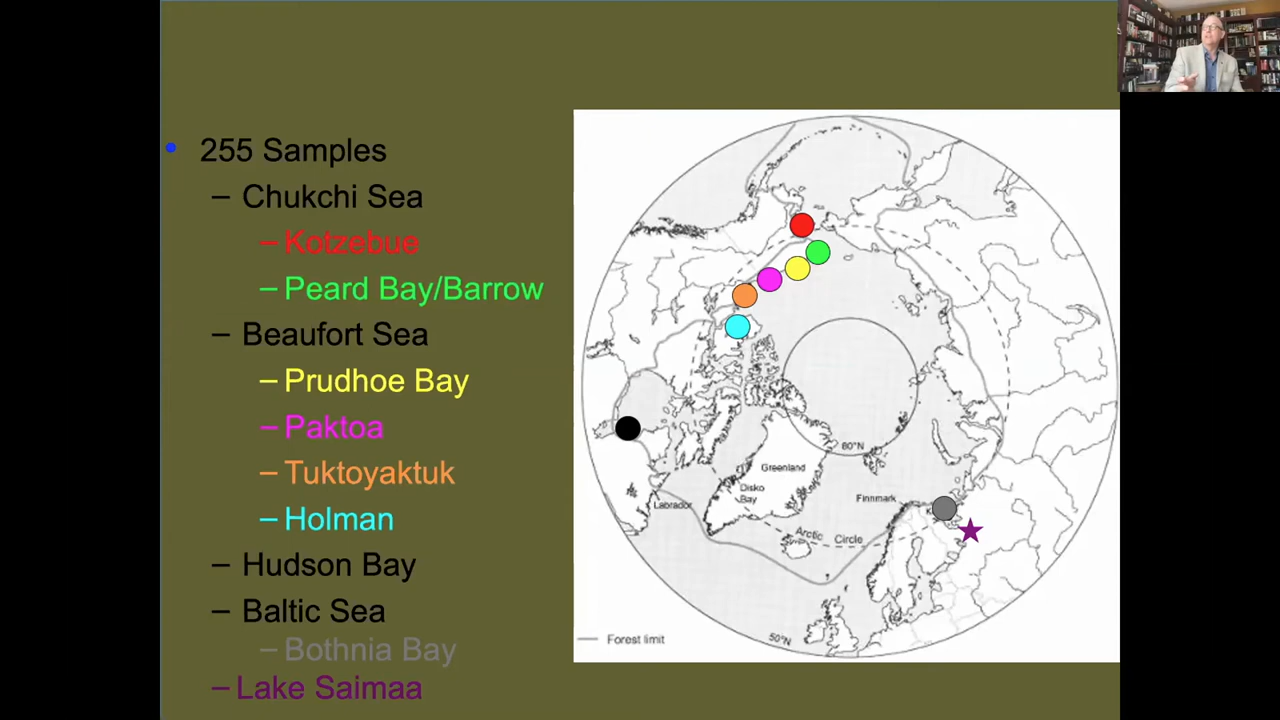 • 255 Samples
– Chukchi Sea
– Kotzebue
– Peard Bay/Barrow
– Beaufort Sea
– Prudhoe Bay
– Paktoa
– Tuktoyaktuk
– Holman
– Hudson Bay
– Baltic Sea
– Bothnia Bay
– Lake Saimaa
80°N
Greenland
Disko
Bay
Labrador
Finnmark
Arctic Circle
50°N
Forest limit